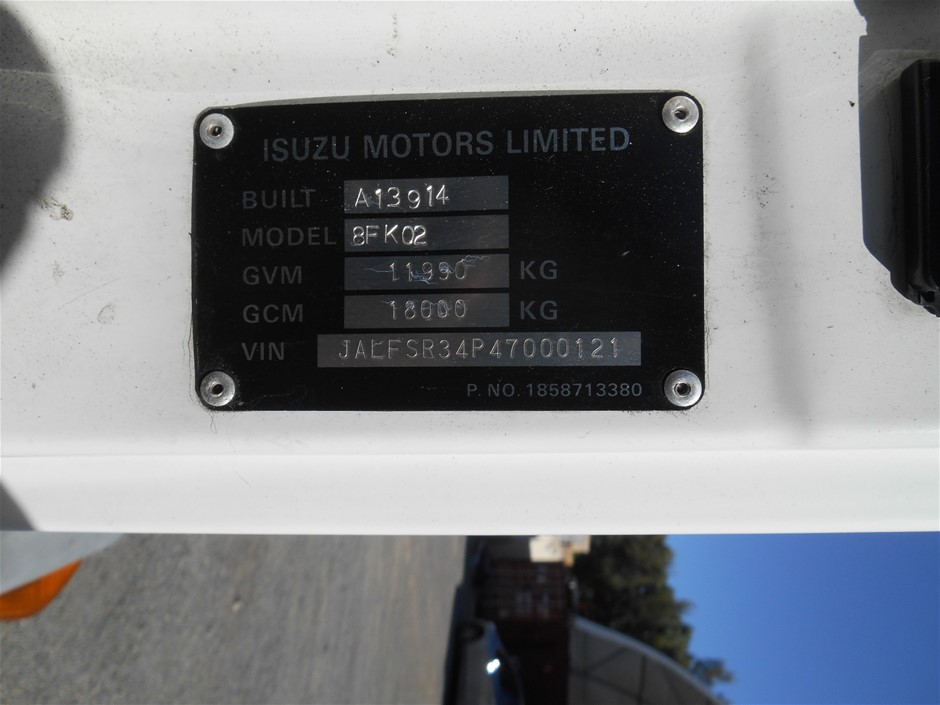 ISUZU MOTORS LIMITED
BUILT A13914
MODEL 8FK02
GVM 11990 KG
GCM 18000 KG
VIN JALFSR34P47000121
P. NO. 1858713380